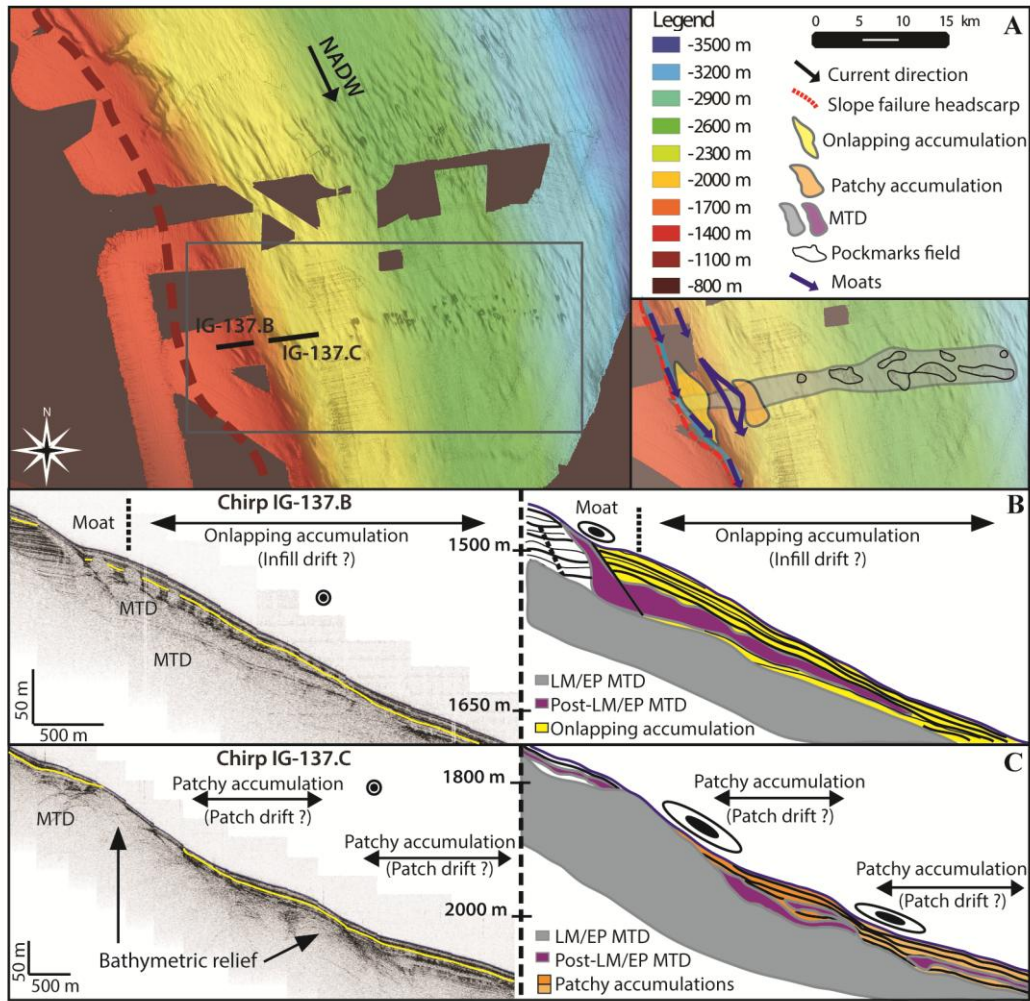 NADW
IG-137.B
IG-137.C
N
Legend
-3500 m
-3200 m
-2900 m
-2600 m
-2300 m
-2000 m
-1700 m
-1400 m
-1100 m
-800 m
0 5 10 15 km
A
Current direction
Slope failure headscarp
Onlapping accumulation
Patchy accumulation
MTD
Pockmarks field
Moats
Chirp IG-137.B
Moat
Onlapping accumulation
(Infill drift ?)
MTD
MTD
50 m
500 m
B
Moat
Onlapping accumulation
(Infill drift ?)
1500 m
1650 m
LM/EP MTD
Post-LM/EP MTD
Onlapping accumulation
Chirp IG-137.C
Patchy accumulation
(Patch drift ?)
MTD
Patchy accumulation
(Patch drift ?)
Bathymetric relief
50 m
500 m
C
1800 m
Patchy accumulation
(Patch drift ?)
Patchy accumulation
(Patch drift ?)
2000 m
LM/EP MTD
Post-LM/EP MTD
Patchy accumulations